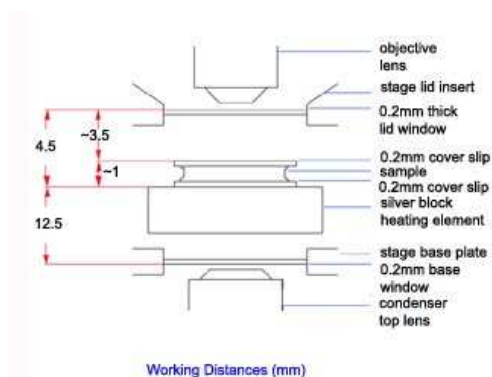 objective
lens
stage lid insert
0.2mm thick
lid window
~3.5
4.5
0.2mm cover slip
~1
sample
0.2mm cover slip
silver block
heating element
12.5
stage base plate
0.2mm base
window
condenser
top lens
Working Distances (mm)